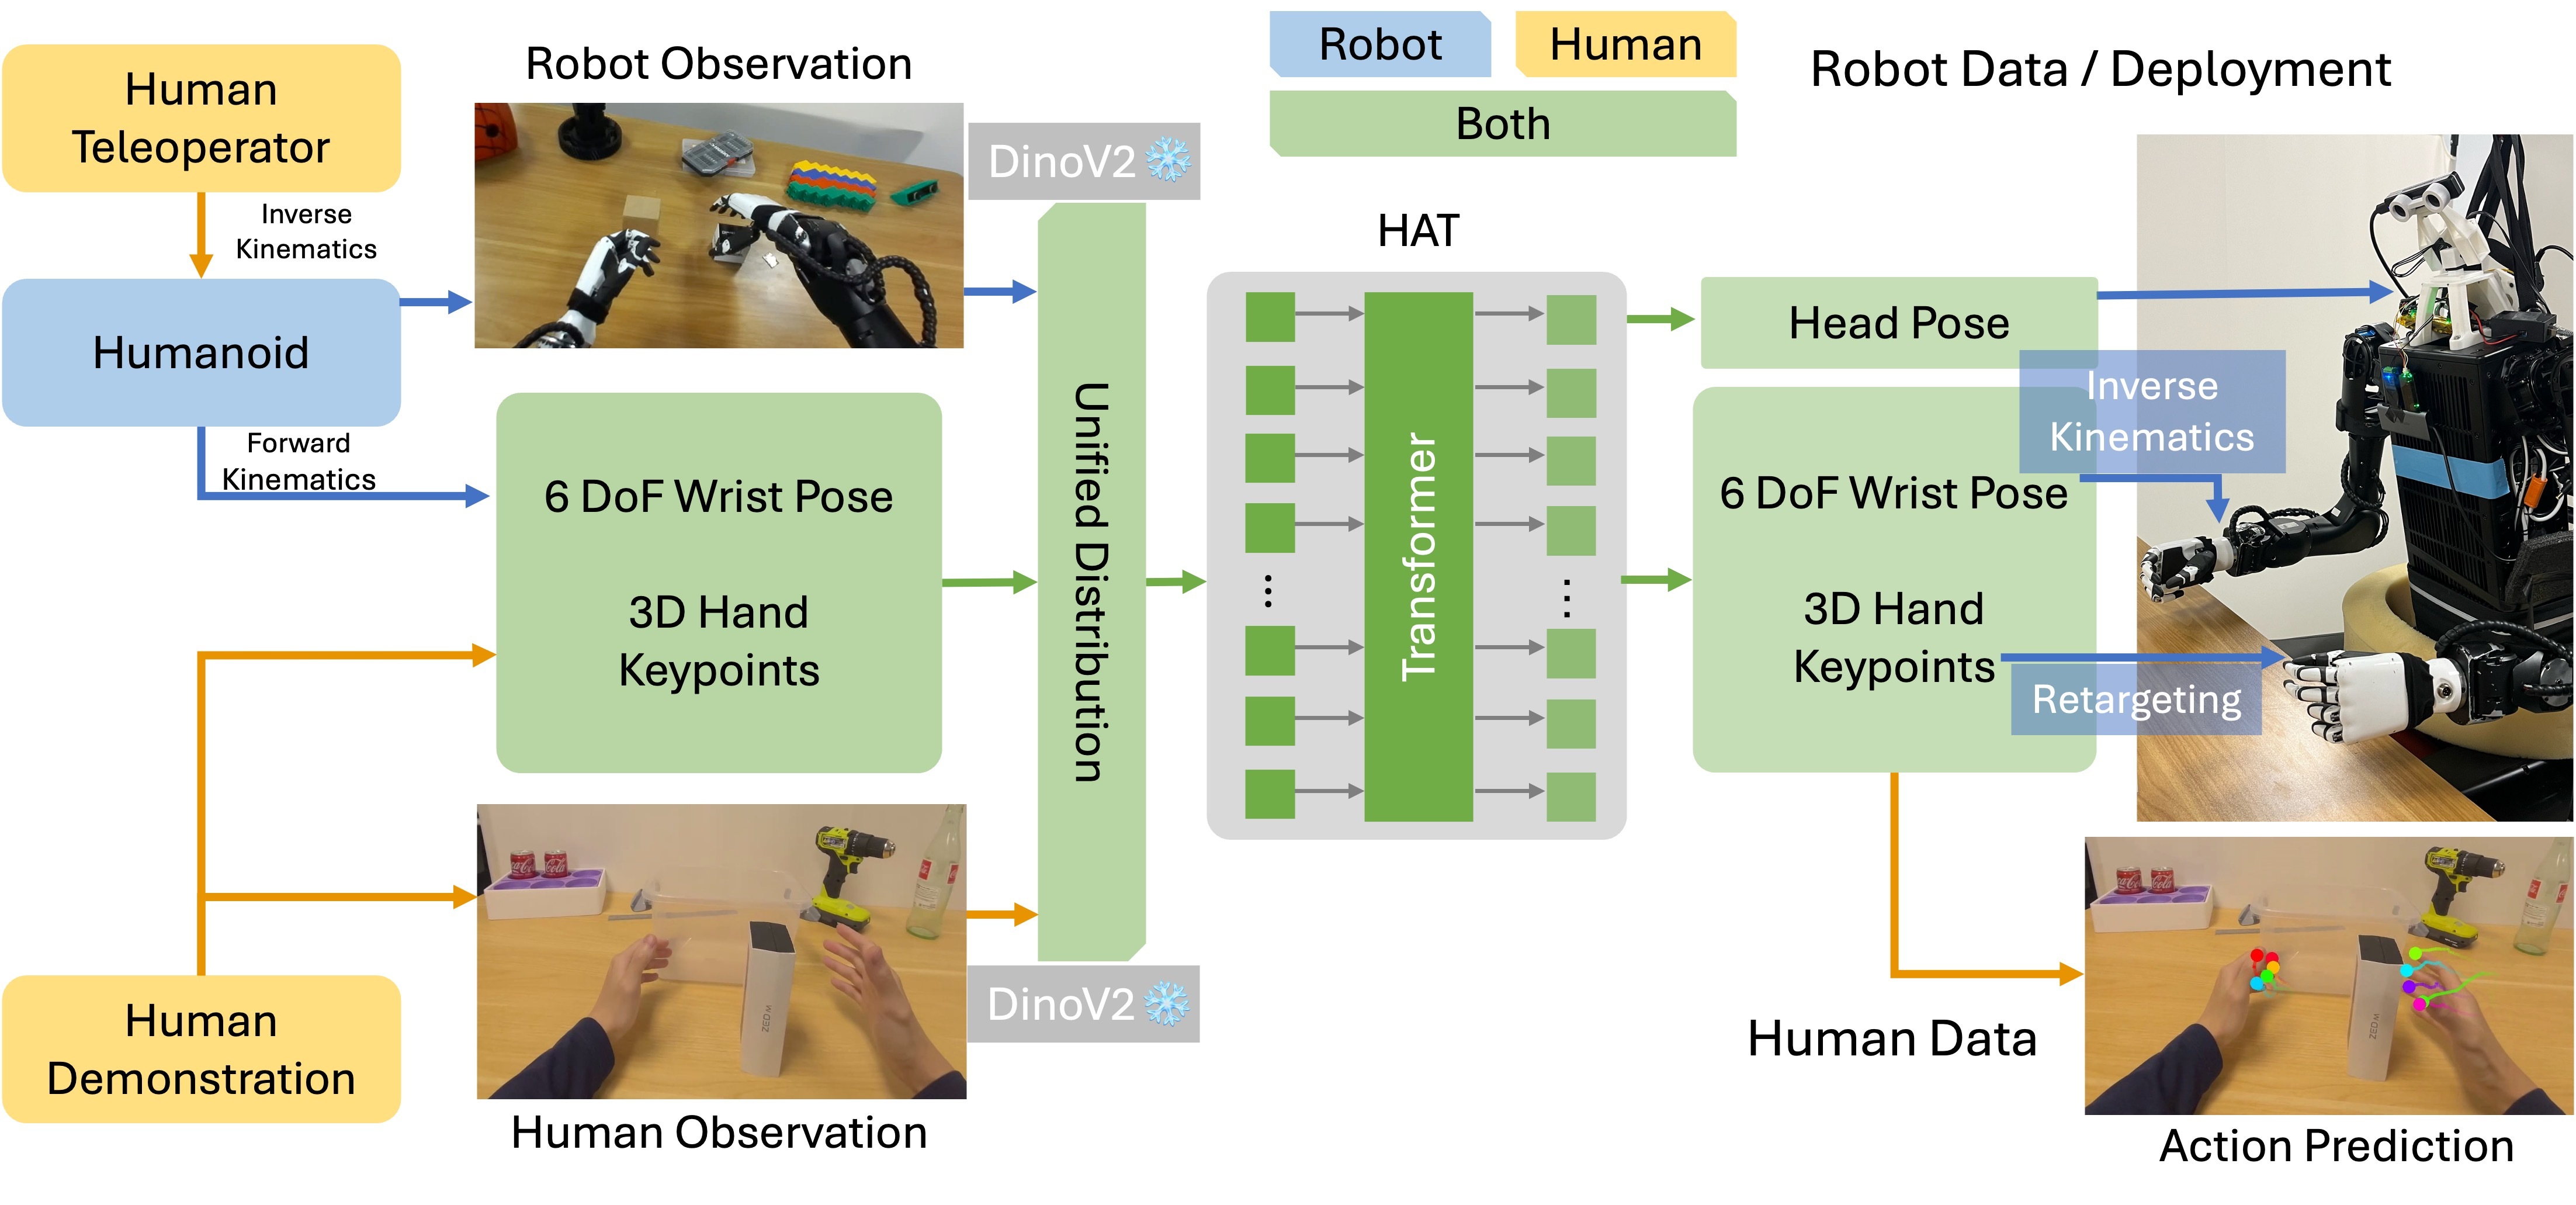 Robot
Human
Both
Human
Teleoperator
Inverse
Kinematics
Humanoid
Forward
Kinematics
Human
Demonstration
Robot Observation
DinoV2
6 DoF Wrist Pose
3D Hand
Keypoints
ZED M
Human Observation
DinoV2
Unified Distribution
HAT
Transformer
Robot Data / Deployment
Head Pose
Inverse
Kinematics
6 DoF Wrist Pose
3D Hand
Keypoints
Retargeting
Human Data
ZED M
Action Prediction